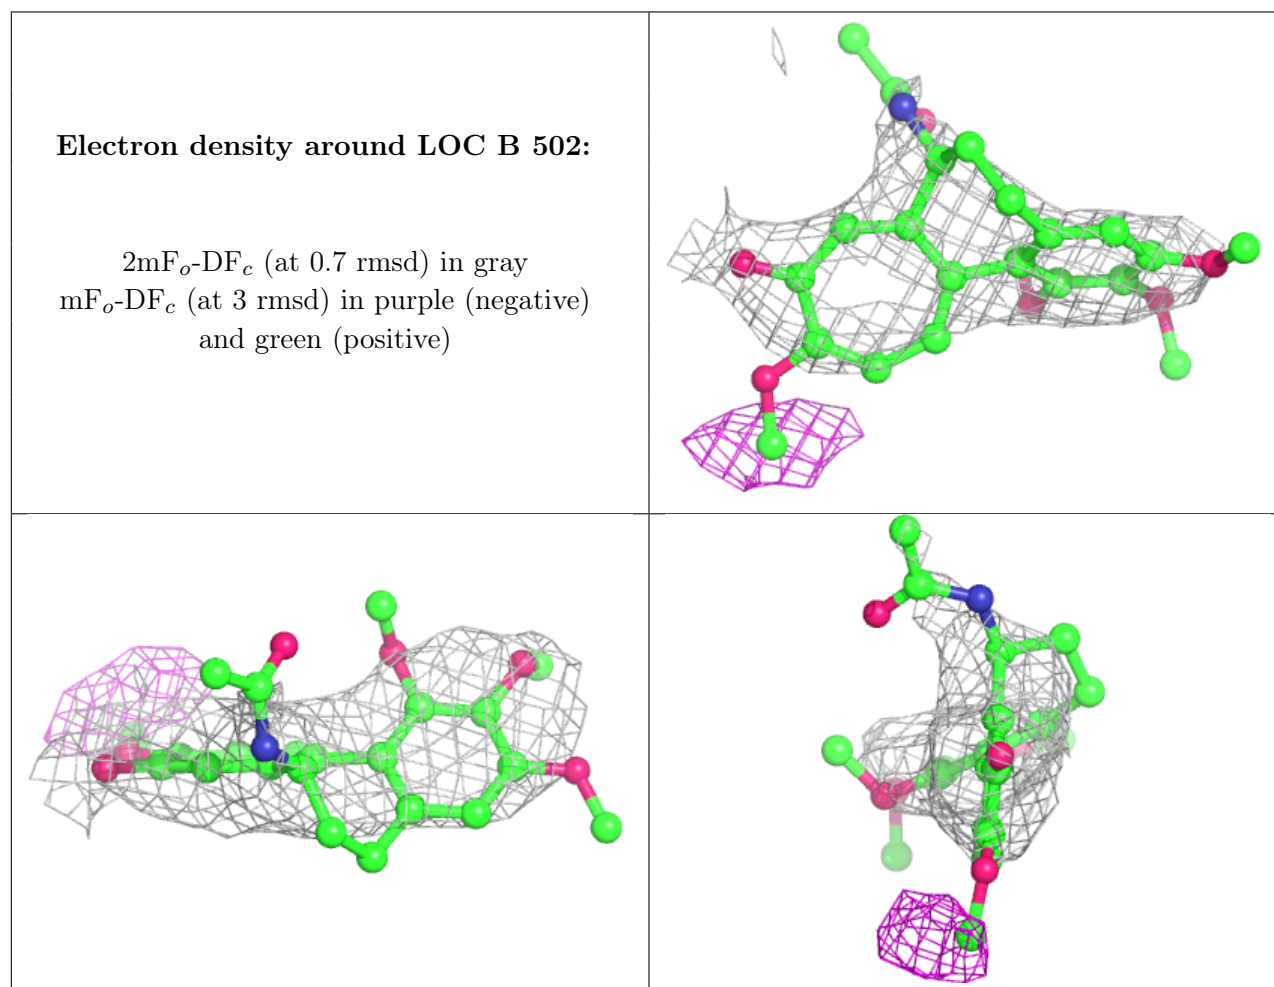 Electron density around LOC B 502:
2mFo-DFc (at 0.7 rmsd) in gray
mFo-DFc (at 3 rmsd) in purple (negative)
and green (positive)